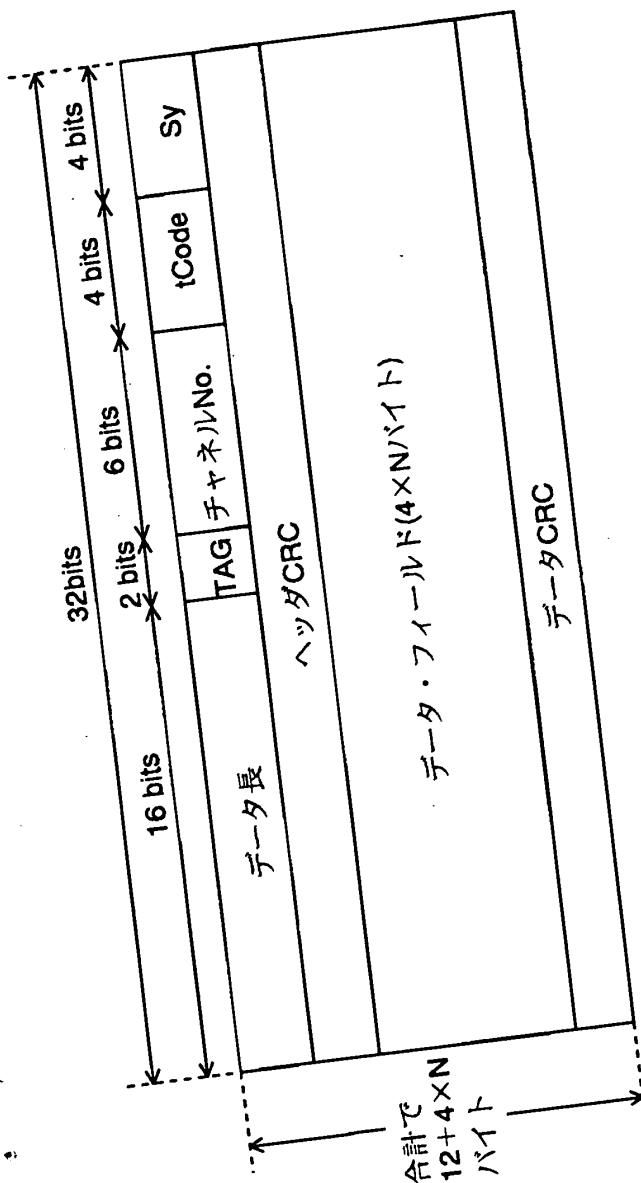 32bits
16 bits
2 bits
6 bits
4 bits
4 bits
データ長
TAG
チャネルNo.
tCode
Sy
ヘッダCRC
データ・フィールド(4×Nバイト)
データCRC
合計で
12+4×N
バイト